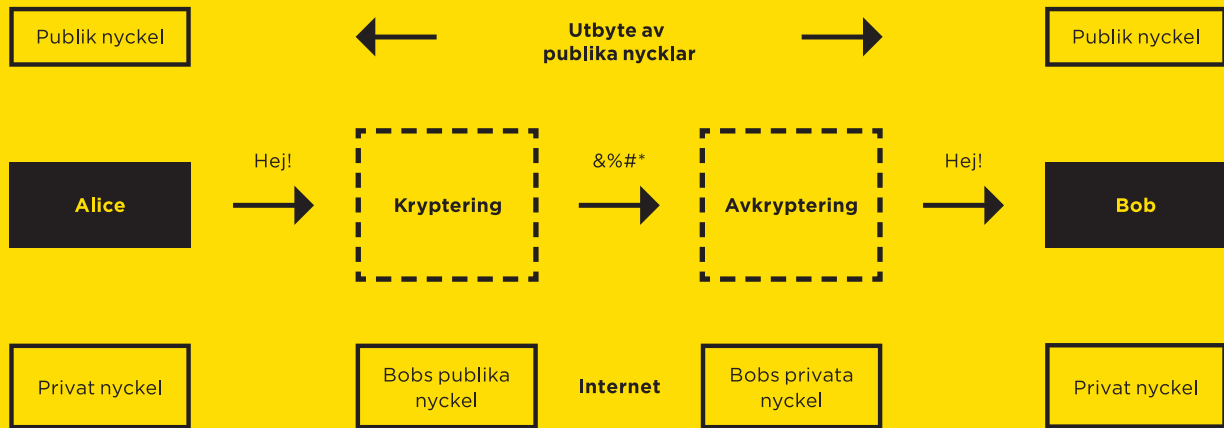 Publik nyckel
Utbyte av
publika nycklar
Publik nyckel
Hej!
&%#*
Hej!
Alice
Kryptering
Avkryptering
Bob
Privat nyckel
Bobs publika
nyckel
Internet
Bobs privata
nyckel
Privat nyckel